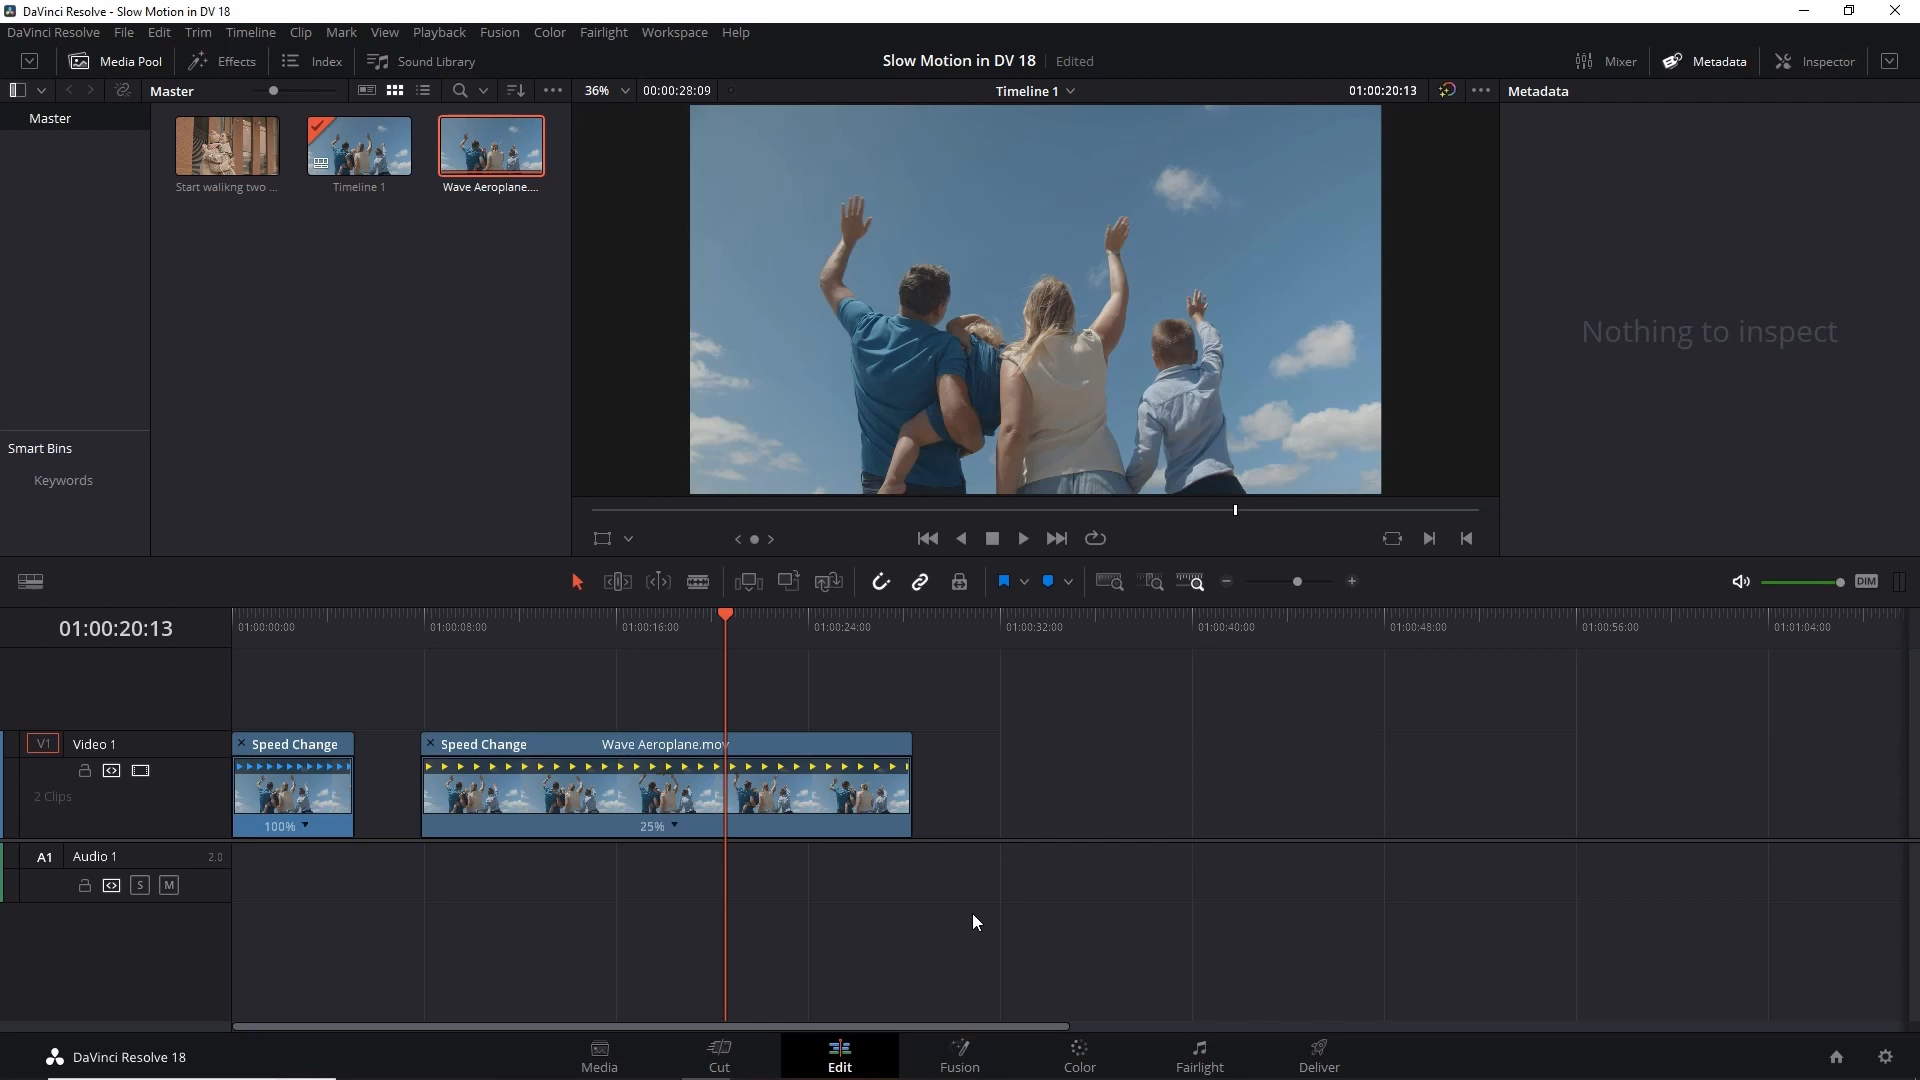 DaVinci Resolve - Slow Motion in DV 18
DaVinci Resolve File Edit Trim Timeline Clip Mark View Playback Fusion Color Fairlight Workspace Help
Media Pool Effects Index Sound Library Slow Motion in DV 18 Edited Mixer Metadata Inspector
Master 36% 00:00:28:09 Timeline 1 01:00:20:13 Metadata
Master
Start walikng two ... Timeline 1 Wave Aeroplane....
Nothing to inspect
Smart Bins
Keywords
DIM
01:00:20:13 01:00:00:00 01:00:08:00 01:00:16:00 01:00:24:00 01:00:32:00 01:00:40:00 01:00:48:00 01:00:56:00 01:01:04:00
V1 Video 1 Speed Change Speed Change Wave Aeroplane.mov
2 Clips
100% 25%
A1 Audio 1 2.0
S M
DaVinci Resolve 18 Media Cut Edit Fusion Color Fairlight Deliver